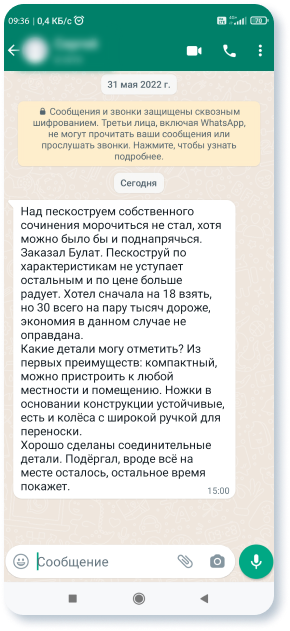 09:36 | 0,4 КБ/с
4G+
70
31 мая 2022 г.
Сообщения и звонки защищены сквозным
шифрованием. Третьи лица, включая WhatsApp,
не могут прочитать ваши сообщения или
прослушать звонки. Нажмите, чтобы узнать
подробнее.
Сегодня
Над пескоструем собственного
сочинения морочиться не стал, хотя
можно было бы и поднапрячься.
Заказал Булат. Пескоструй по
характеристикам не уступает
остальным и по цене больше
радует. Хотел сначала на 18 взять,
но 30 всего на пару тысяч дороже,
экономия в данном случае не
оправдана.
Какие детали могу отметить? Из
первых преимуществ: компактный,
можно пристроить к любой
местности и помещению. Ножки в
основании конструкции устойчивые,
есть и колёса с широкой ручкой для
переноски.
Хорошо сделаны соединительные
детали. Подёргал, вроде всё на
месте осталось, остальное время
покажет.
15:00
Сообщение